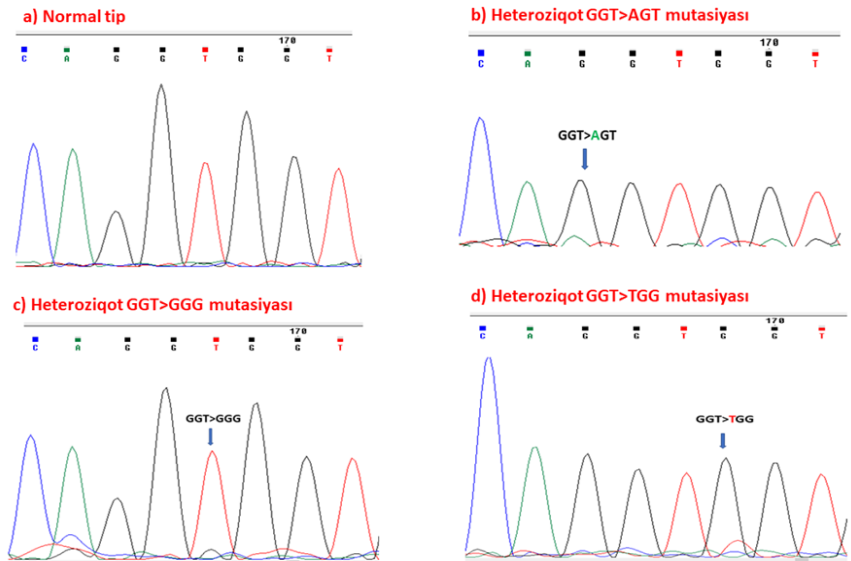 a) Normal tip
170
C A G G T G G T
b) Heteroziqot GGT>AGT mutasiyası
170
C A G G T G G T
GGT>AGT
c) Heteroziqot GGT>GGG mutasiyası
170
C A G G T G G T
GGT>GGG
d) Heteroziqot GGT>TGG mutasiyası
170
C A G G T G G T
GGT>TGG